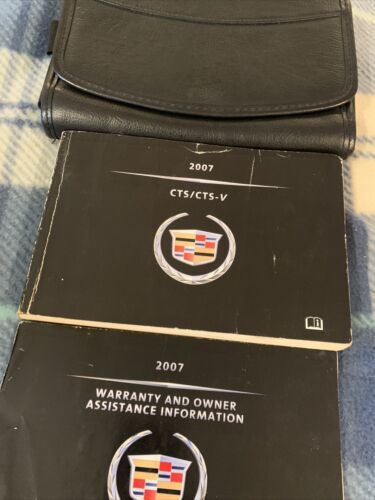 2007
CTS/CTS-V
2007
WARRANTY AND OWNER
ASSISTANCE INFORMATION